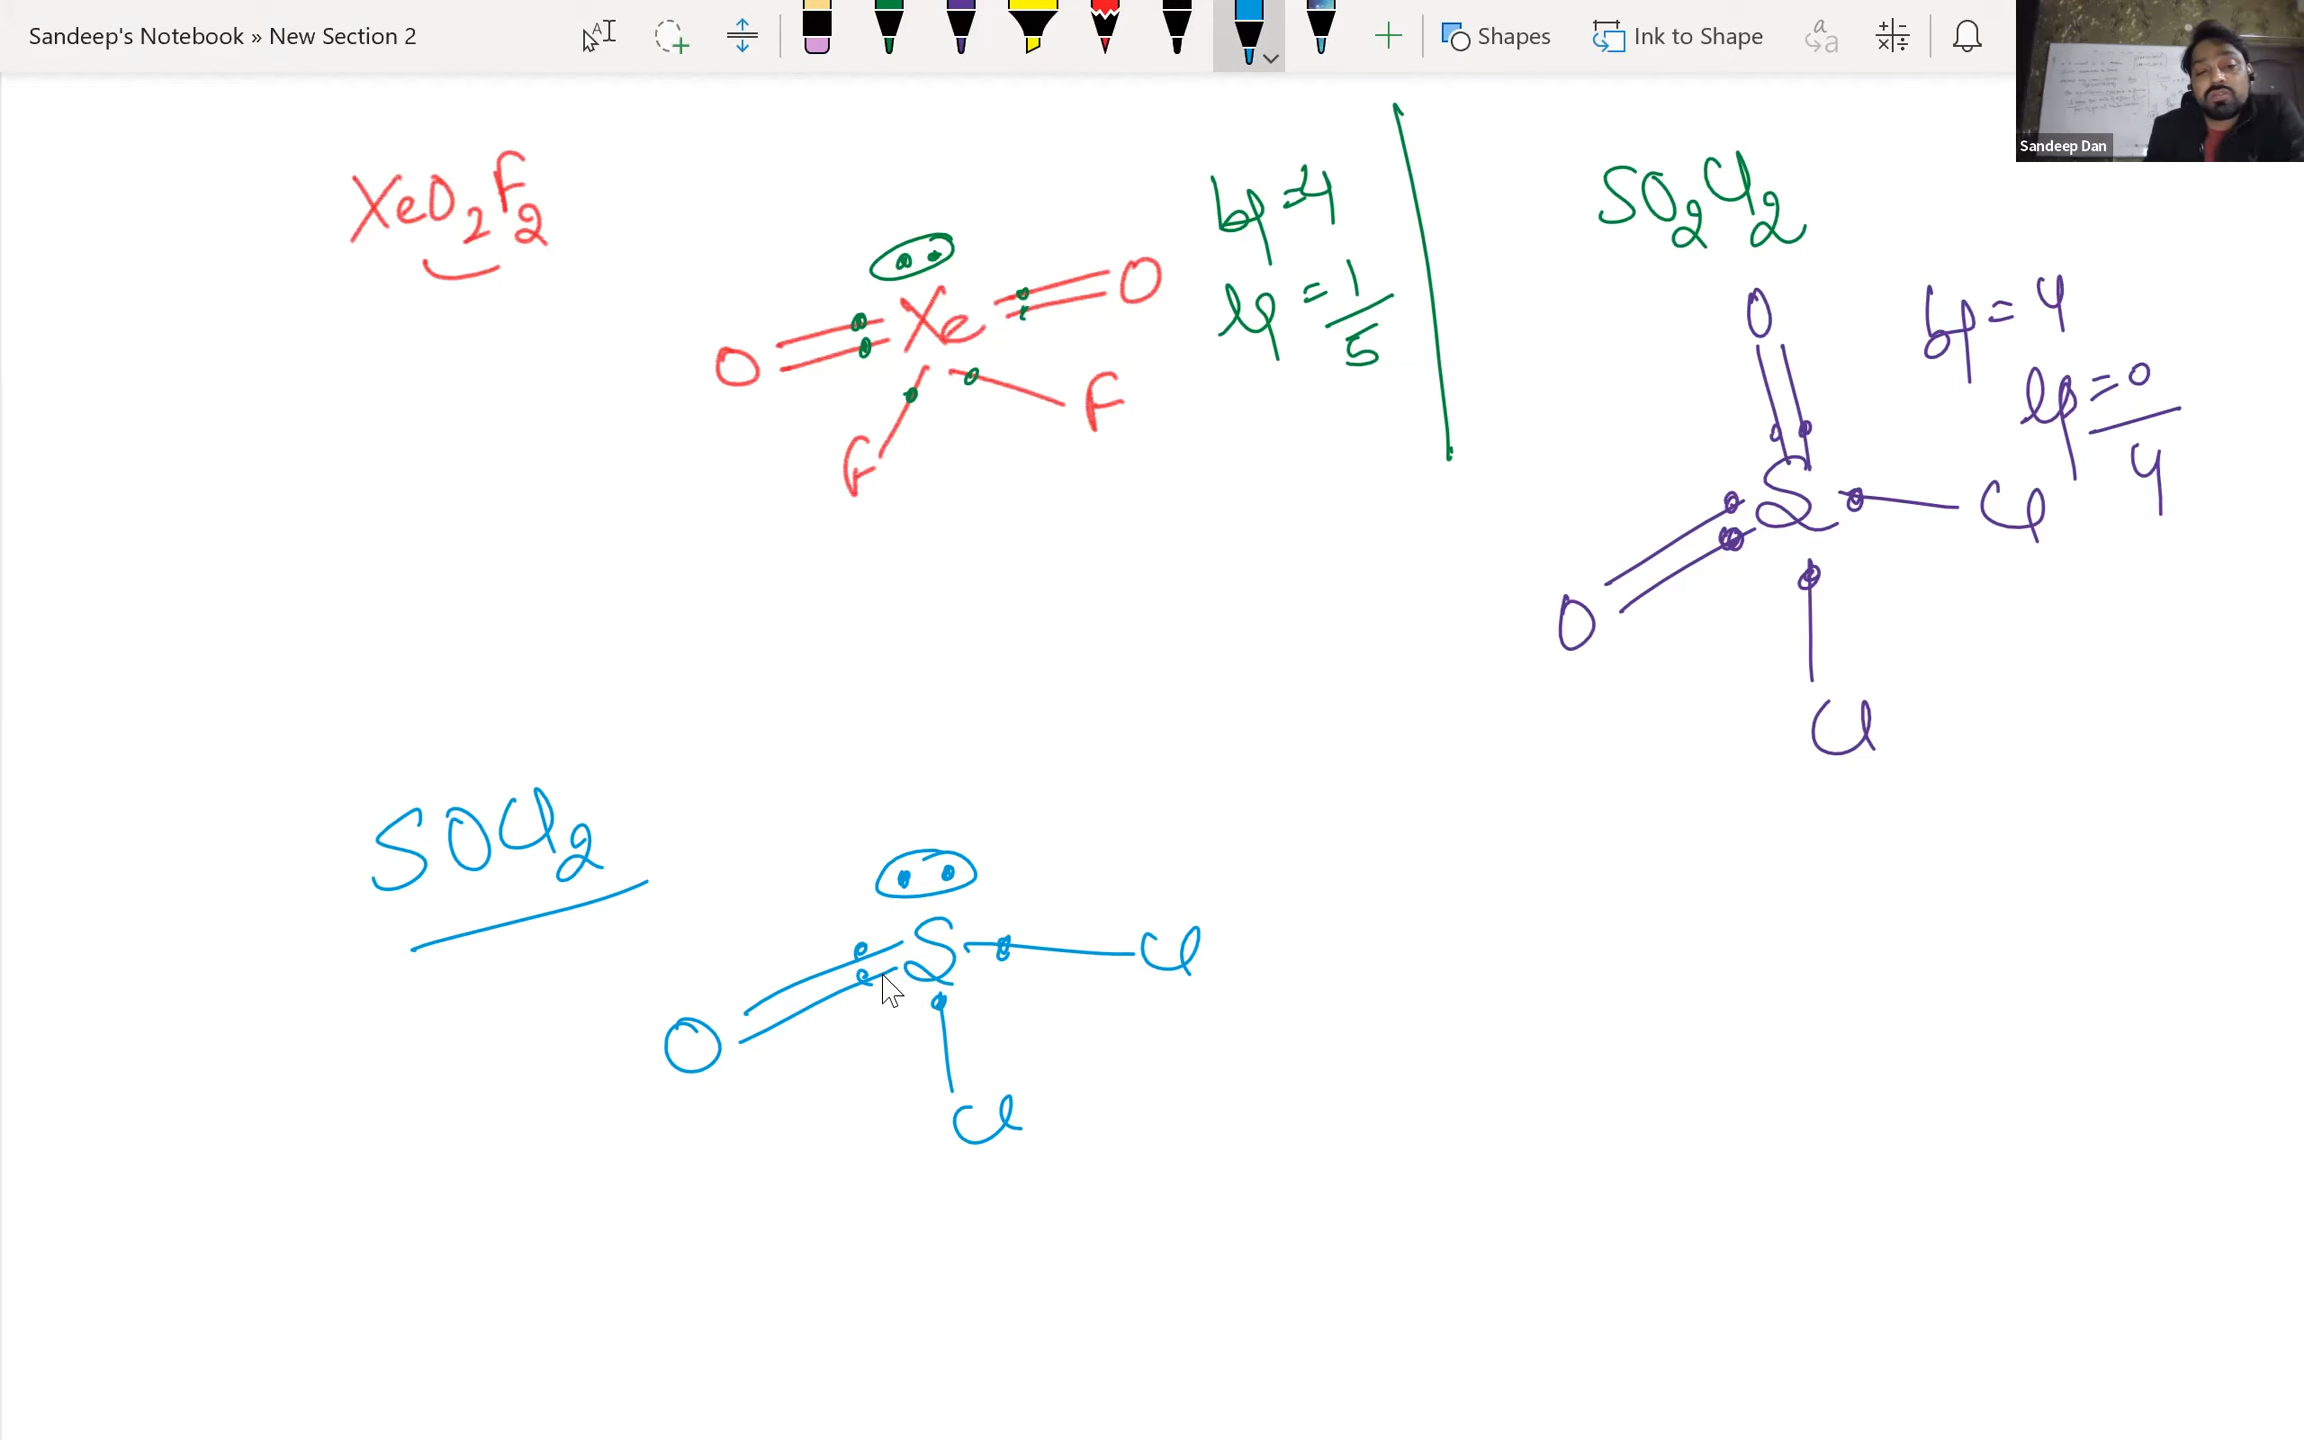 Sandeep's Notebook » New Section 2
Shapes
Ink to Shape
Sandeep Dan
XeO2F2
Xe
O
O
F
F
bp=4
lp=1
5
SO2Cl2
O
S
O
Cl
Cl
bp=4
lp=0
4
SOCl2
S
O
Cl
Cl